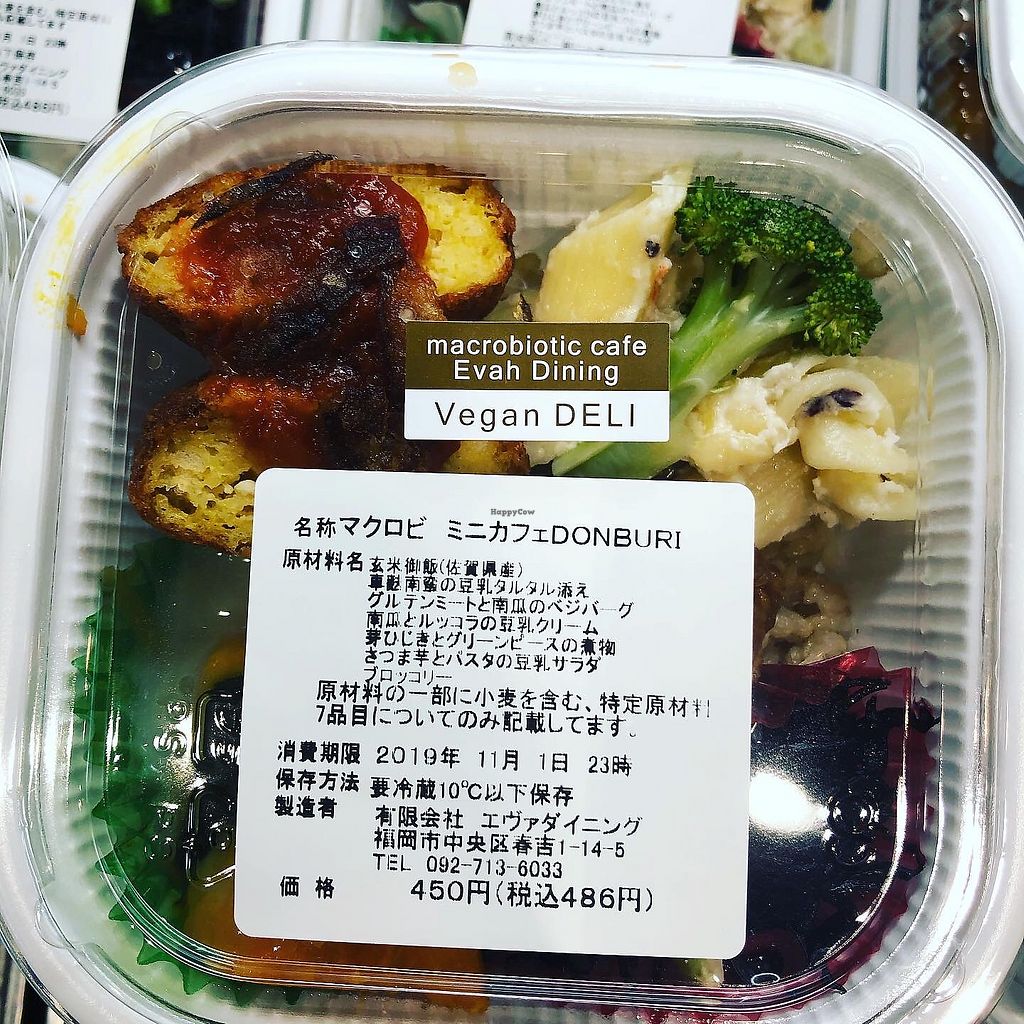 macrobiotic cafe
Evah Dining
Vegan DELI
HappyCow
名称マクロビ ミニカフェDONBURI
原材料名 玄米御飯(佐賀県産)
の豆乳タルタル添え
グルテンミートと南瓜のベジバーグ
南瓜とルッコラの豆乳クリーム
芽ひじきとグリーンピースの煮物
さつま芋とパスタの豆乳サラダ
ブロッコリー
原材料の一部に小麦を含む、特定原材料
7品目についてのみ記載してます。
消費期限 2019年 11月 1日 23時
保存方法 要冷蔵10℃以下保存
製造者 有限会社 エヴァダイニング
福岡市中央区春吉1-14-5
TEL 092-713-6033
価格 450円(税込486円)